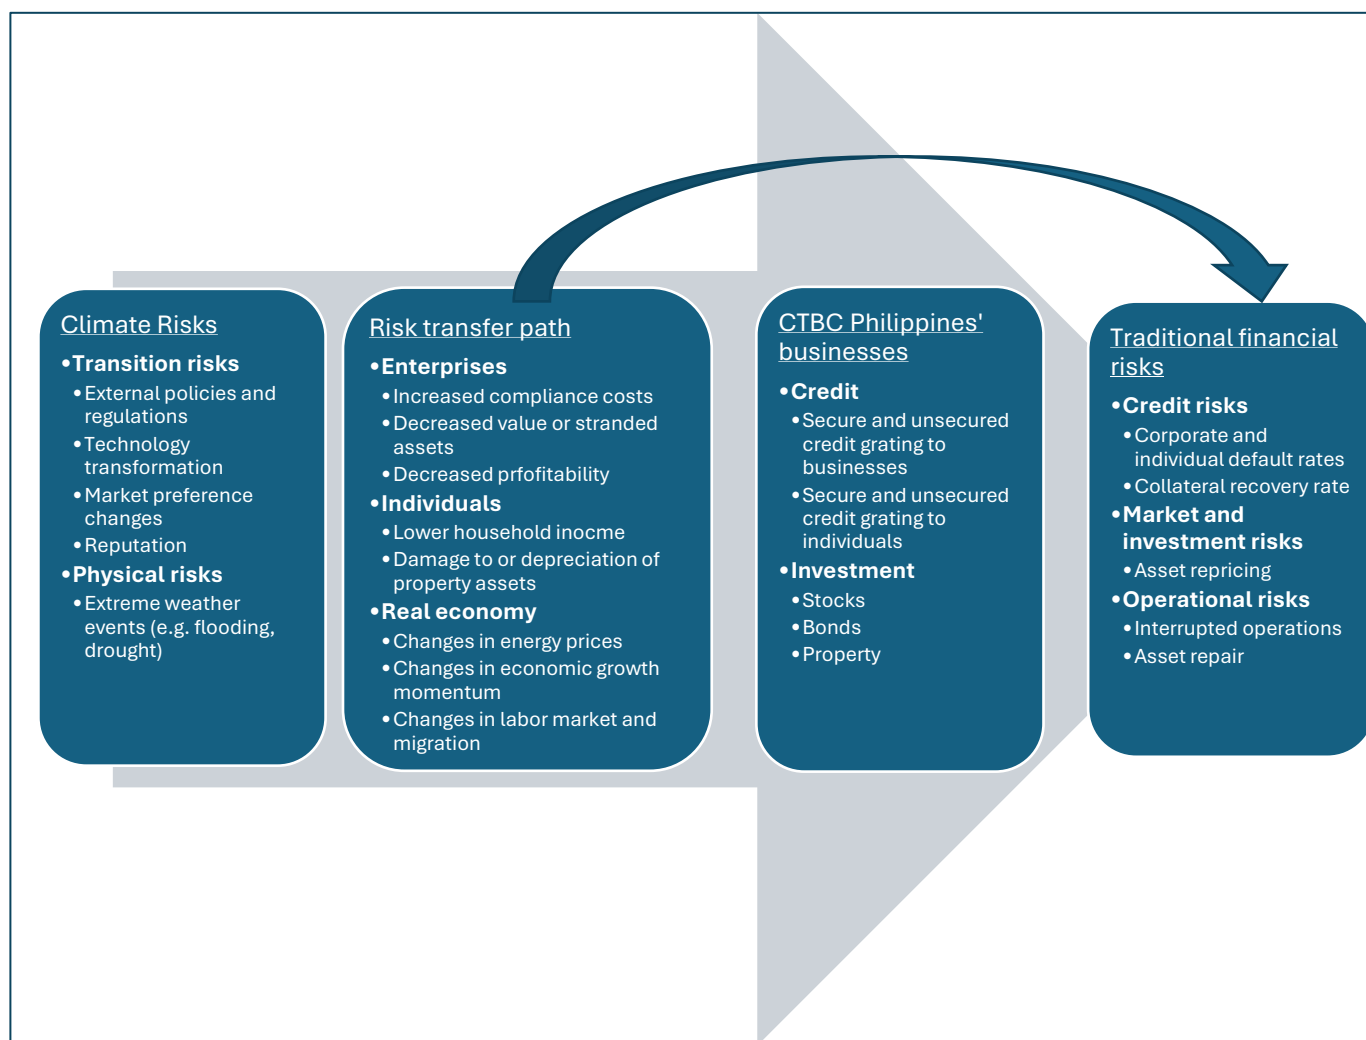 Climate Risks
•Transition risks
•External policies and
regulations
•Technology
transformation
•Market preference
changes
•Reputation
•Physical risks
•Extreme weather
events (e.g. flooding,
drought)
Risk transfer path
•Enterprises
•Increased compliance costs
•Decreased value or stranded
assets
•Decreased prfofitability
•Individuals
•Lower household inocme
•Damage to or depreciation of
property assets
•Real economy
•Changes in energy prices
•Changes in economic growth
momentum
•Changes in labor market and
migration
CTBC Philippines'
businesses
•Credit
•Secure and unsecured
credit grating to
businesses
•Secure and unsecured
credit grating to
individuals
•Investment
•Stocks
•Bonds
•Property
Traditional financial
risks
•Credit risks
•Corporate and
individual default rates
•Collateral recovery rate
•Market and
investment risks
•Asset repricing
•Operational risks
•Interrupted operations
•Asset repair